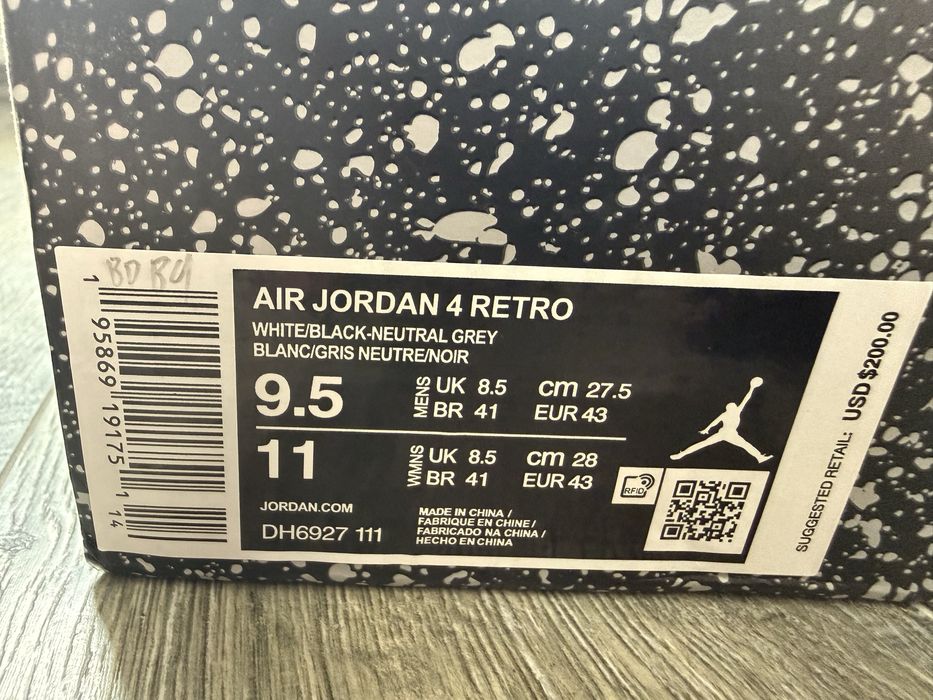 BD R01
1 95869 19175 1 14
AIR JORDAN 4 RETRO
WHITE/BLACK-NEUTRAL GREY
BLANC/GRIS NEUTRE/NOIR
9.5
MENS
UK 8.5 cm 27.5
BR 41 EUR 43
11
WMNS
UK 8.5 cm 28
BR 41 EUR 43
JORDAN.COM
DH6927 111
MADE IN CHINA /
FABRIQUE EN CHINE /
FABRICADO NA CHINA /
HECHO EN CHINA
RFID
SUGGESTED RETAIL: USD $200.00